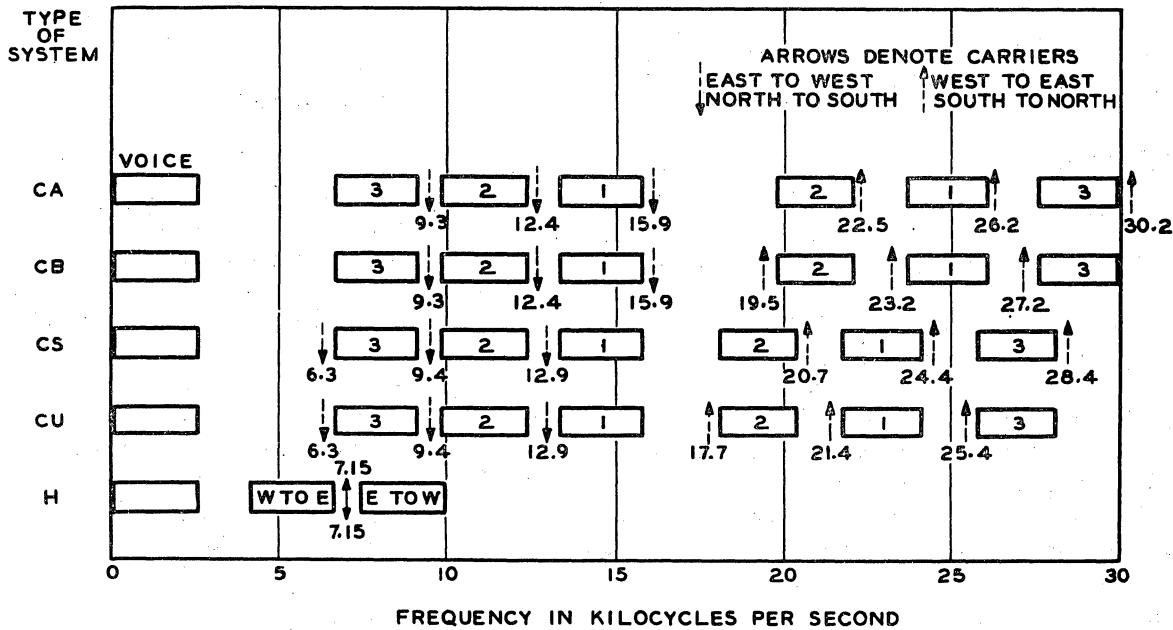 TYPE
OF
SYSTEM
ARROWS DENOTE CARRIERS
EAST TO WEST
NORTH TO SOUTH
WEST TO EAST
SOUTH TO NORTH
VOICE
CA 3 2 1 2 1 3
9.3 12.4 15.9 22.5 26.2 30.2
CB 3 2 1 2 1 3
9.3 12.4 15.9 19.5 23.2 27.2
CS 3 2 1 2 1 3
6.3 9.4 12.9 20.7 24.4 28.4
CU 3 2 1 2 1 3
6.3 9.4 12.9 17.7 21.4 25.4
7.15
H W TO E E TO W
7.15
0 5 10 15 20 25 30
FREQUENCY IN KILOCYCLES PER SECOND